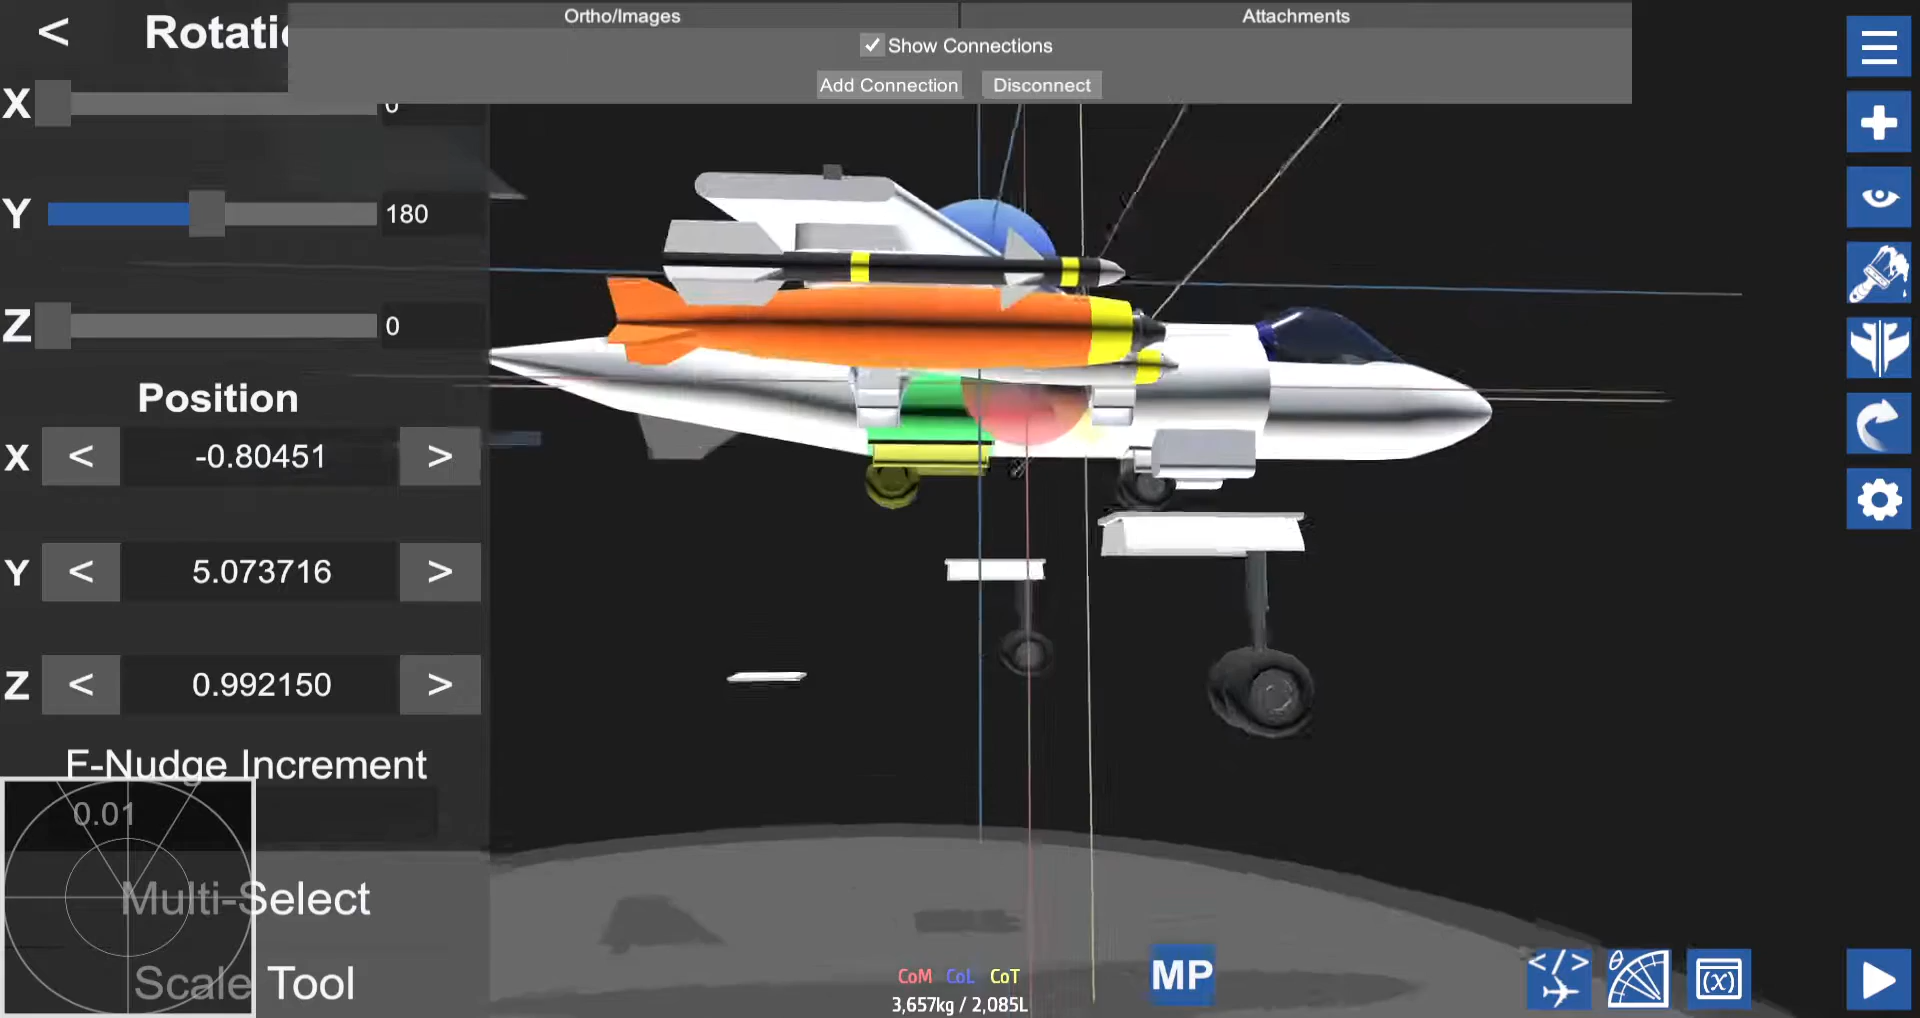 Ortho/Images
Attachments
Show Connections
Add Connection
Disconnect
<
X
0
Y
180
Z
0
Position
X < -0.80451 >
Y < 5.073716 >
Z < 0.992150 >
F-Nudge Increment
0.01
Multi-Select
Scale Tool
CoM CoL CoT
3,657kg / 2,085L
MP
</>
θ
(x)